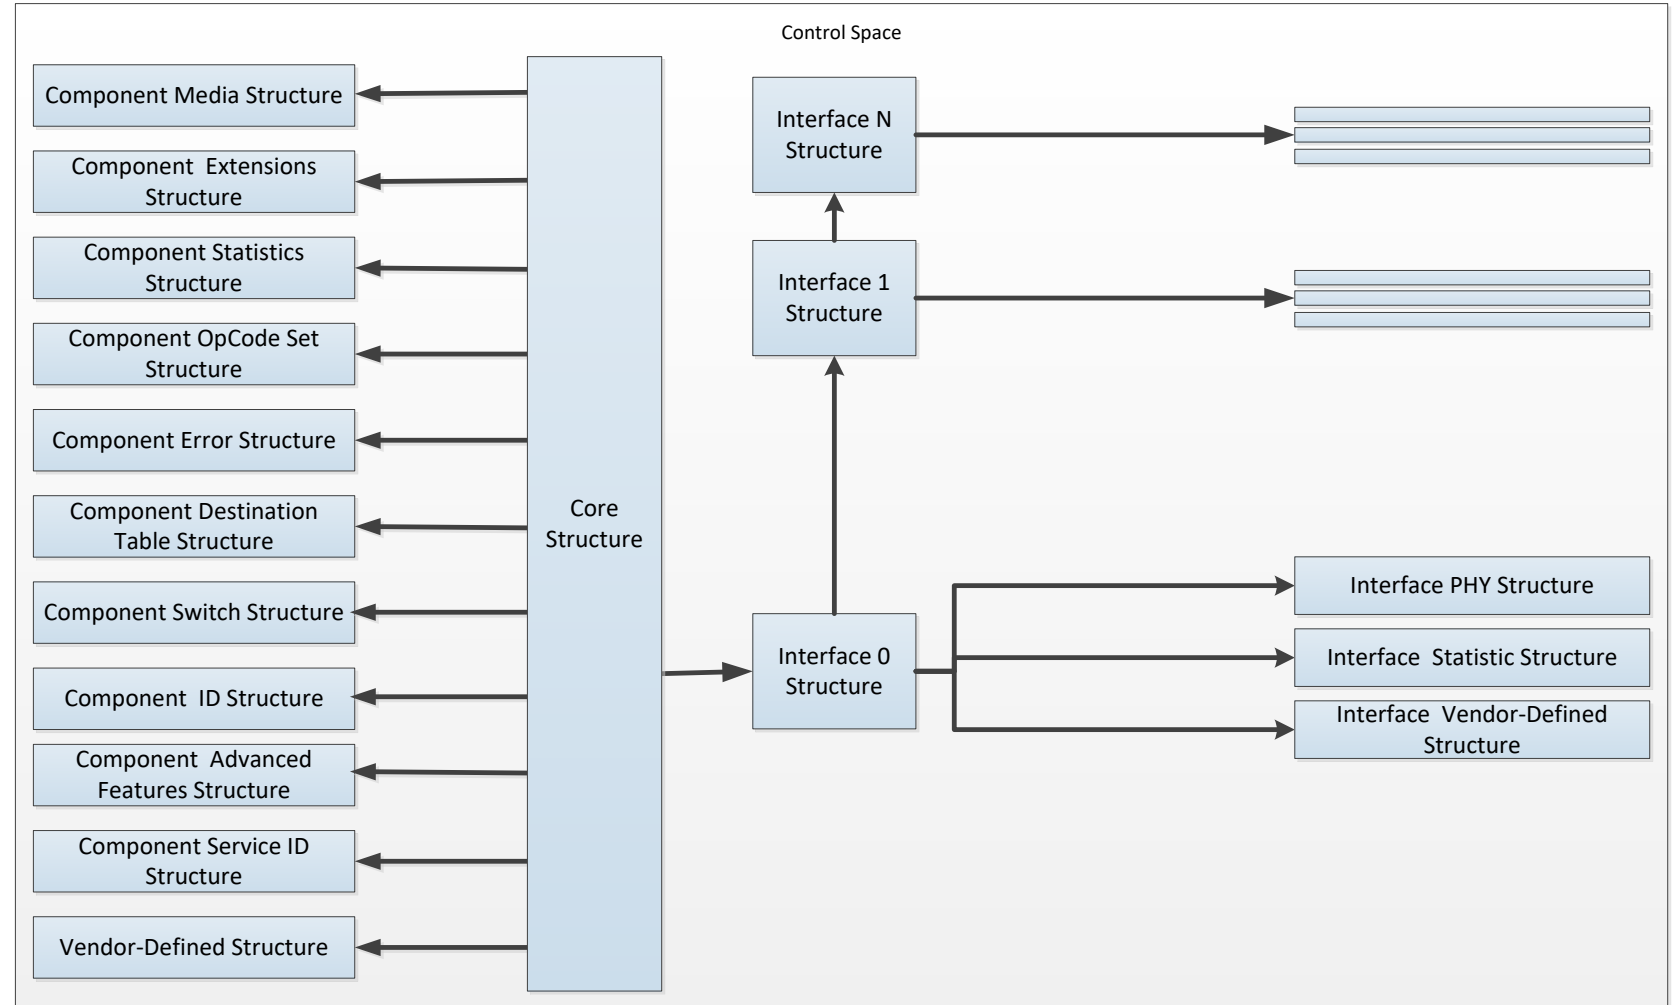 Control Space
Component Media Structure
Component  Extensions
Structure
Component Statistics
Structure
Component OpCode Set
Structure
Component Error Structure
Component Destination
Table Structure
Component Switch Structure
Component  ID Structure
Component  Advanced
Features Structure
Component Service ID
Structure
Vendor-Defined Structure
Core
Structure
Interface N
Structure
Interface 1
Structure
Interface 0
Structure
Interface PHY Structure
Interface  Statistic Structure
Interface  Vendor-Defined
Structure